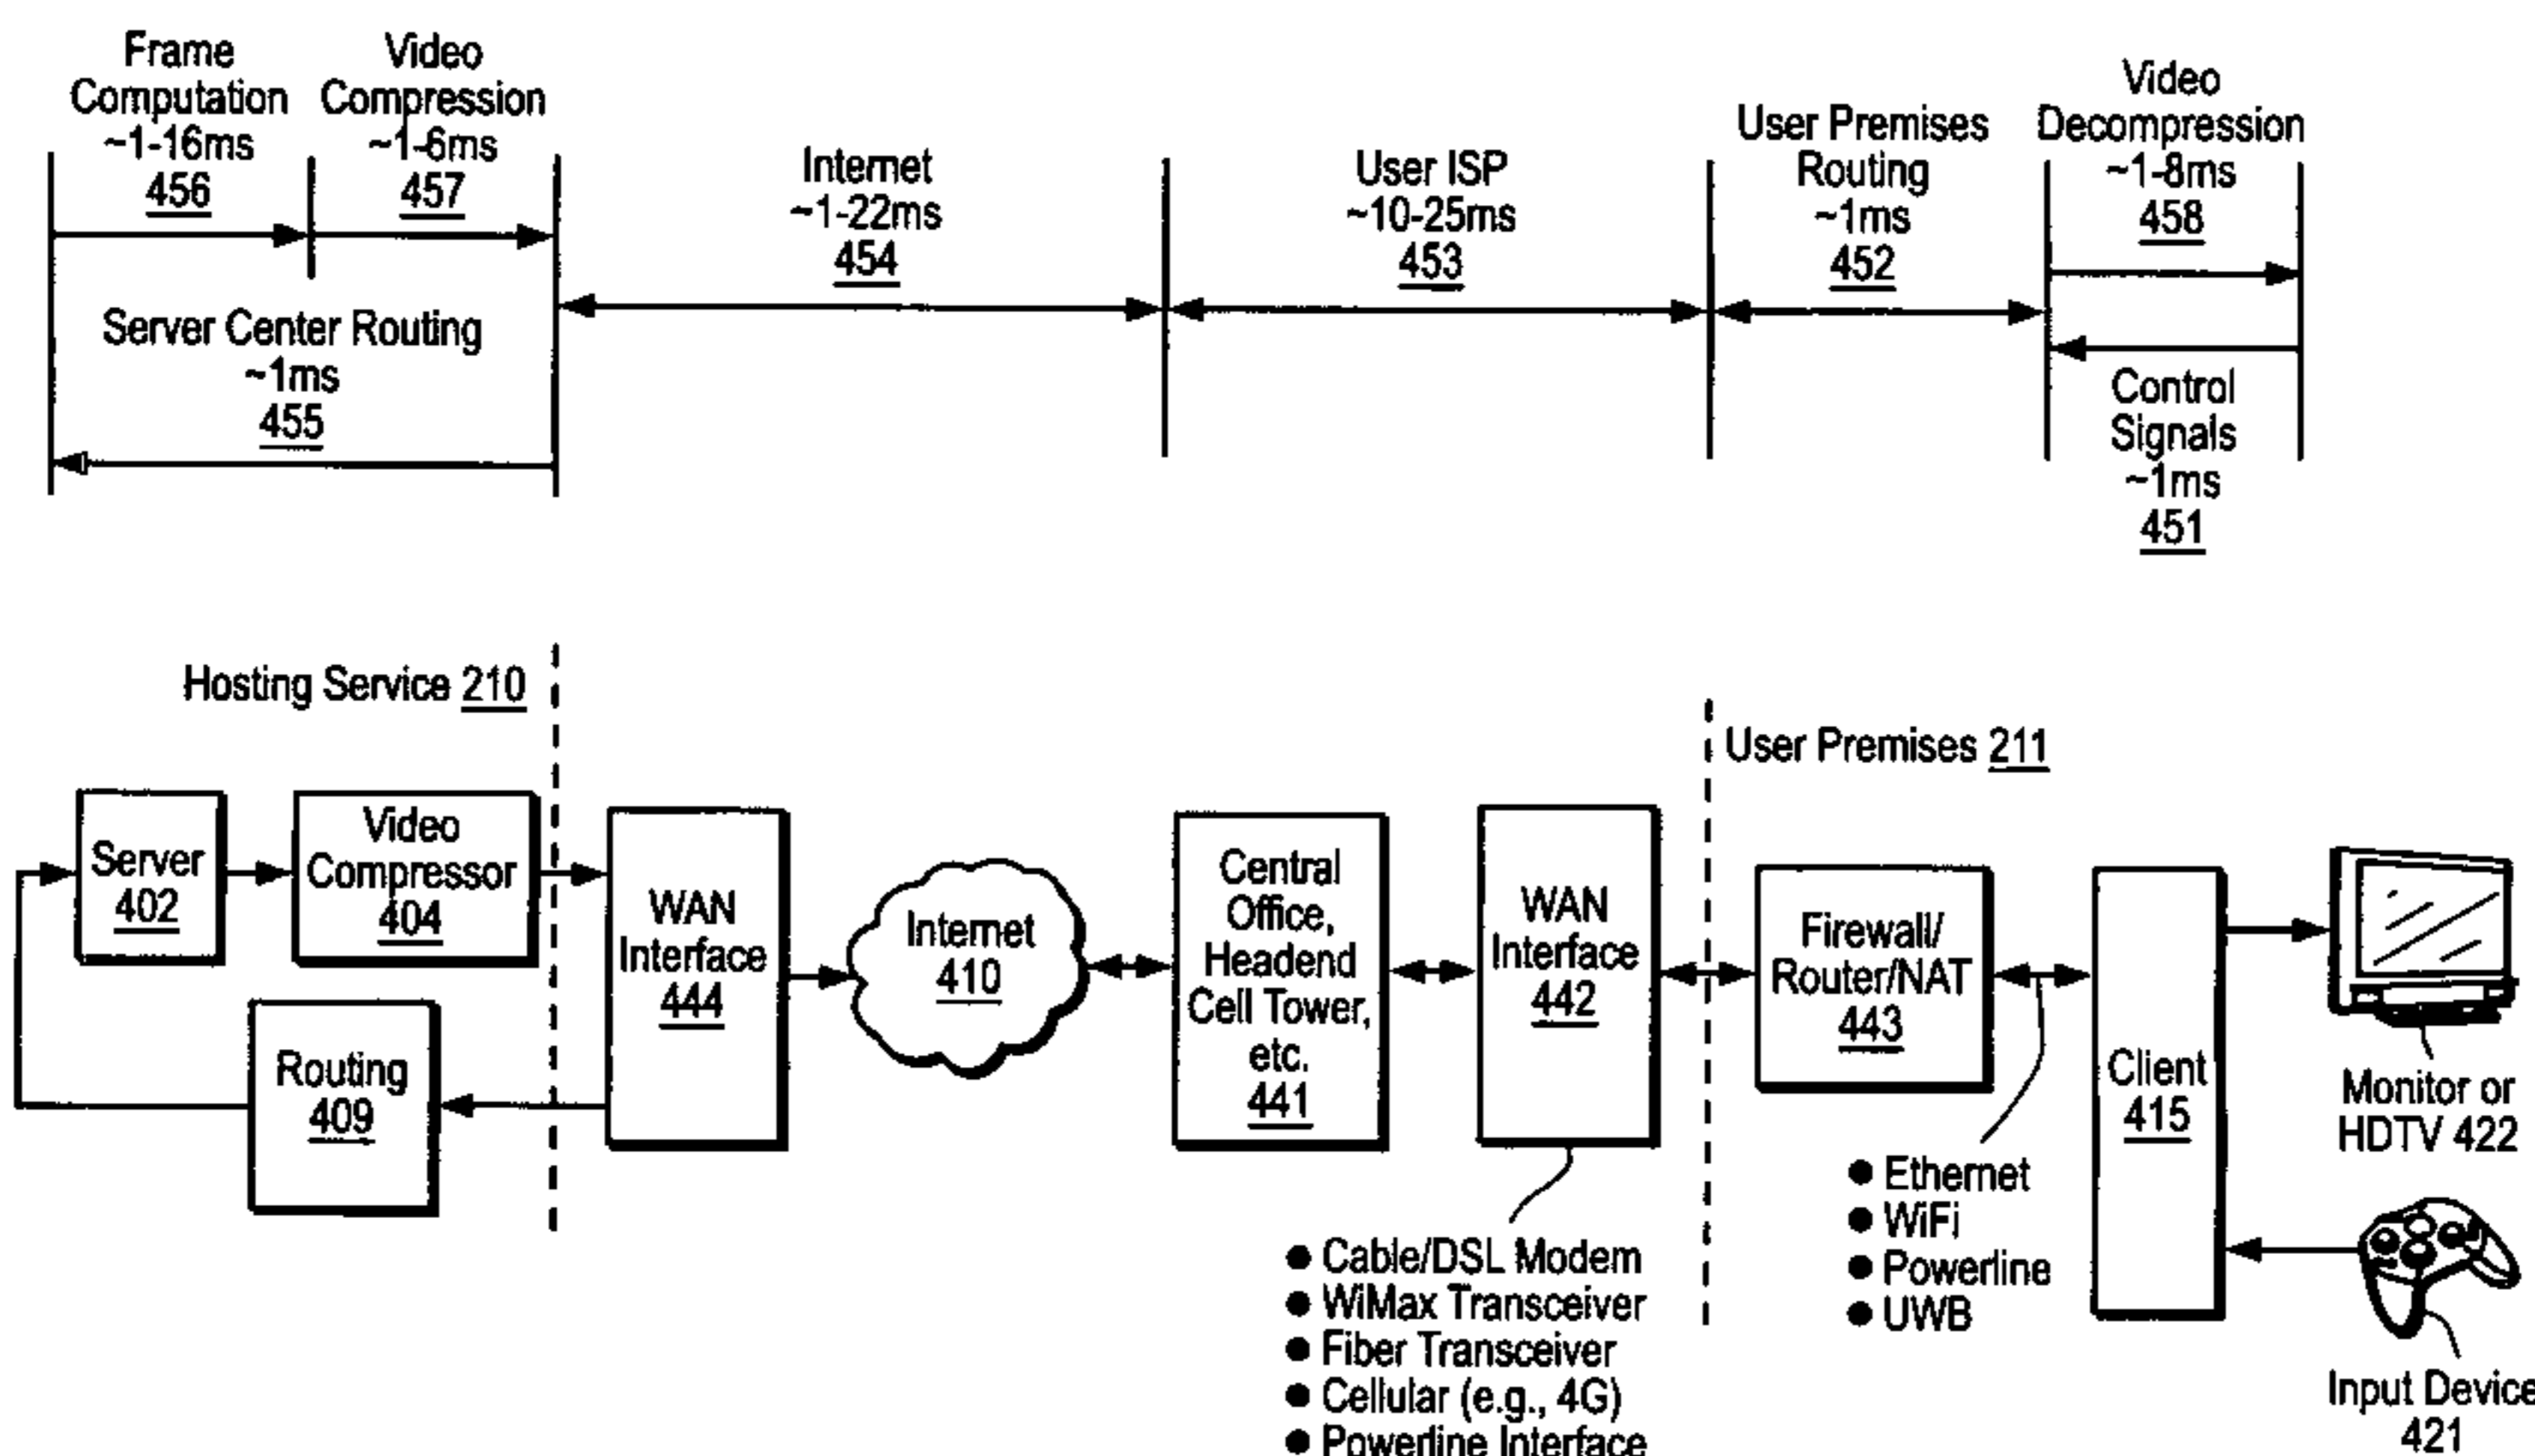 Frame
Computation
~1-16ms
456
Video
Compression
~1-6ms
457
Internet
~1-22ms
454
User ISP
~10-25ms
453
User Premises
Routing
~1ms
452
Video
Decompression
~1-8ms
458
Server Center Routing
~1ms
455
Control
Signals
~1ms
451
Hosting Service 210
User Premises 211
Server
402
Video
Compressor
404
Routing
409
WAN
Interface
444
Internet
410
Central
Office,
Headend
Cell Tower,
etc.
441
WAN
Interface
442
Firewall/
Router/NAT
443
Client
415
Monitor or
HDTV 422
● Ethernet
● WiFi
● Powerline
● UWB
● Cable/DSL Modem
● WiMax Transceiver
● Fiber Transceiver
● Cellular (e.g., 4G)
● Powerline Interface
Input Device
421